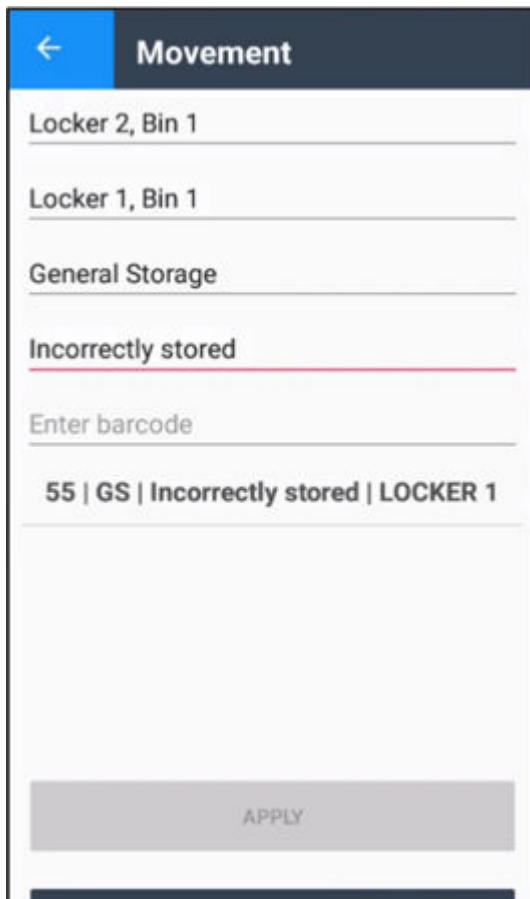 Movement
Locker 2, Bin 1
Locker 1, Bin 1
General Storage
Incorrectly stored
Enter barcode
55 | GS | Incorrectly stored | LOCKER 1
APPLY